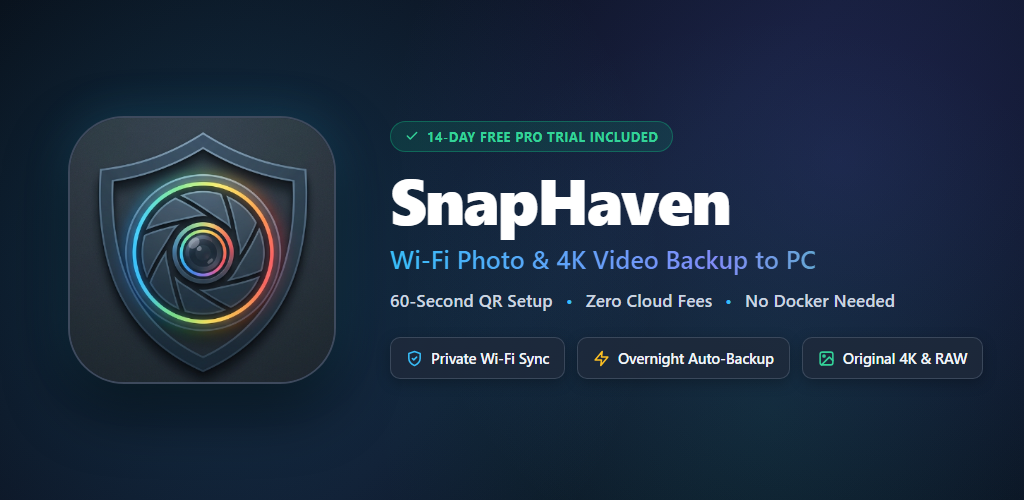 14-DAY FREE PRO TRIAL INCLUDED
SnapHaven
Wi-Fi Photo & 4K Video Backup to PC
60-Second QR Setup • Zero Cloud Fees • No Docker Needed
Private Wi-Fi Sync Overnight Auto-Backup Original 4K & RAW